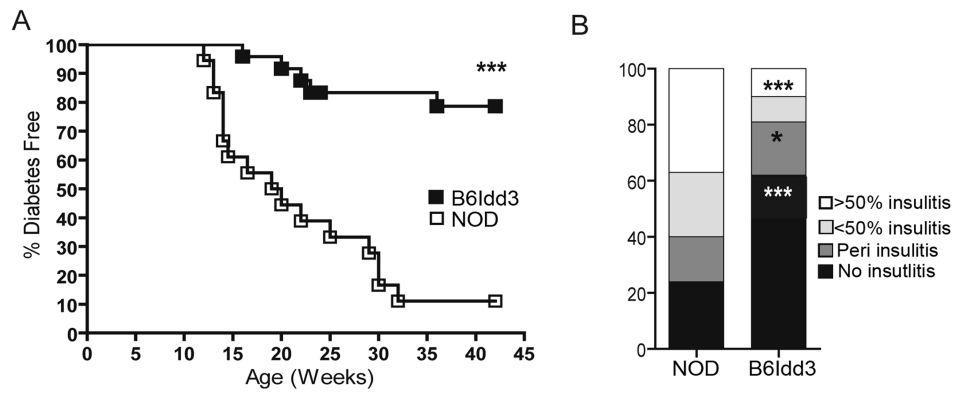 A
% Diabetes Free
100
90
80
70
60
50
40
30
20
10
0
***
B6Idd3
NOD
0 5 10 15 20 25 30 35 40 45
Age (Weeks)
B
100
80
60
40
20
0
***
*
***
>50% insulitis
<50% insulitis
Peri insulitis
No insutlitis
NOD B6Idd3